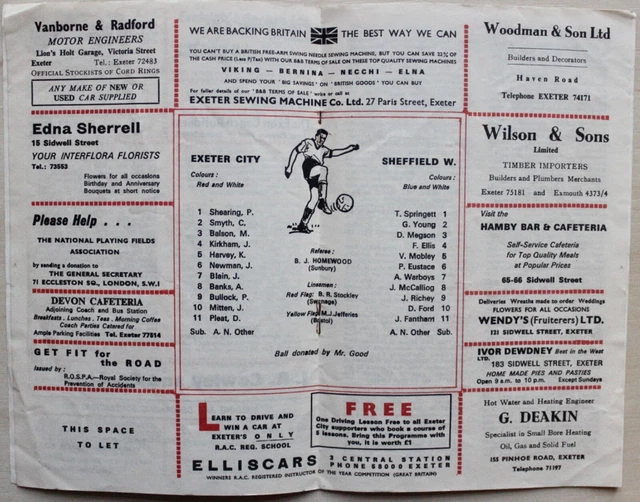 Vanborne & Radford
MOTOR ENGINEERS
Lion's Holt Garage, Victoria Street
Exeter Tel.: Exeter 72483
OFFICIAL STOCKISTS OF CORD RINGS
ANY MAKE OF NEW OR
USED CAR SUPPLIED
Edna Sherrell
15 Sidwell Street
YOUR INTERFLORA FLORISTS
Tel.: 73553
Flowers for all occasions
Birthday and Anniversary
Bouquets at short notice
Please Help . . .
THE NATIONAL PLAYING FIELDS
ASSOCIATION
by sending a donation to
THE GENERAL SECRETARY
71 ECCLESTON SQ., LONDON, S.W.1
DEVON CAFETERIA
Adjoining Coach and Bus Station
Breakfasts . Lunches . Teas . Morning Coffee
Coach Parties Catered for
Ample Parking Facilities Tel. Exeter 77614
GET FIT for
the ROAD
Issued by :
R.O.S.P.A.—Royal Society for the
Prevention of Accidents
THIS SPACE
TO LET
WE ARE BACKING BRITAIN THE BEST WAY WE CAN
YOU CAN'T BUY A BRITISH FREE-ARM SWING NEEDLE SEWING MACHINE, BUT YOU CAN SAVE 33⅓% OF
THE CASH PRICE (Less P/Tax) WITH OUR B&B TERMS OF SALE ON THESE TOP QUALITY SEWING MACHINES
VIKING — BERNINA — NECCHI — ELNA
AND SPEND YOUR 'BIG SAVINGS' ON 'BRITISH GOODS' YOU CAN BUY
For fuller details of our 'B&B TERMS OF SALE' write or call at
EXETER SEWING MACHINE Co. Ltd. 27 Paris Street, Exeter
EXETER CITY
Colours :
Red and White
1 Shearing, P.
2 Smyth, C.
3 Balson, M.
4 Kirkham, J.
5 Harvey, K.
6 Newman, J.
7 Blain, J.
8 Banks, A.
9 Bullock, P.
10 Mitten, J.
11 Pleat, D.
Sub. A. N. Other
Referee :
B. J. HOMEWOOD
(Sunbury)
Linesmen :
Red Flag: B. R. Stockley
(Swanage)
Yellow Flag: M. J. Jefferies
(Bristol)
Ball donated by Mr. Good
SHEFFIELD W.
Colours :
Blue and White
T. Springett 1
G. Young 2
D. Megson 3
F. Ellis 4
V. Mobley 5
P. Eustace 6
A. Warboys 7
J. McCalliog 8
J. Richey 9
D. Ford 10
J. Fantham 11
A. N. Other Sub.
LEARN TO DRIVE AND
WIN A CAR AT
EXETER'S ONLY
R.A.C. REG. SCHOOL
FREE
One Driving Lesson Free to all Exeter
City supporters who book a course of
6 lessons. Bring this Programme with
you, it is worth £1
ELLISCARS 3 CENTRAL STATION
PHONE 58000 EXETER
WINNERS R.A.C. REGISTERED INSTRUCTOR OF THE YEAR COMPETITION (GREAT BRITAIN)
Woodman & Son Ltd
Builders and Decorators
Haven Road
Telephone EXETER 74171
Wilson & Sons
Limited
TIMBER IMPORTERS
Builders and Plumbers Merchants
Exeter 75181 and Exmouth 4373/4
Visit the
HAMBY BAR & CAFETERIA
Self-Service Cafeteria
for Top Quality Meals
at Popular Prices
65-66 Sidwell Street
Deliveries Wreaths made to order Weddings
FLOWERS FOR ALL OCCASIONS
WENDY'S (Fruiterers) LTD.
SIDWELL STREET, EXETER
IVOR DEWDNEY Best in the West
LTD. 183 SIDWELL STREET, EXETER
HOME MADE PIES AND PASTIES
Open 9 a.m. to 10 p.m. Except Sundays
Hot Water and Heating Engineer
G. DEAKIN
Specialist in Small Bore Heating
Oil, Gas and Solid Fuel
155 PINHOE ROAD, EXETER
Telephone 71197